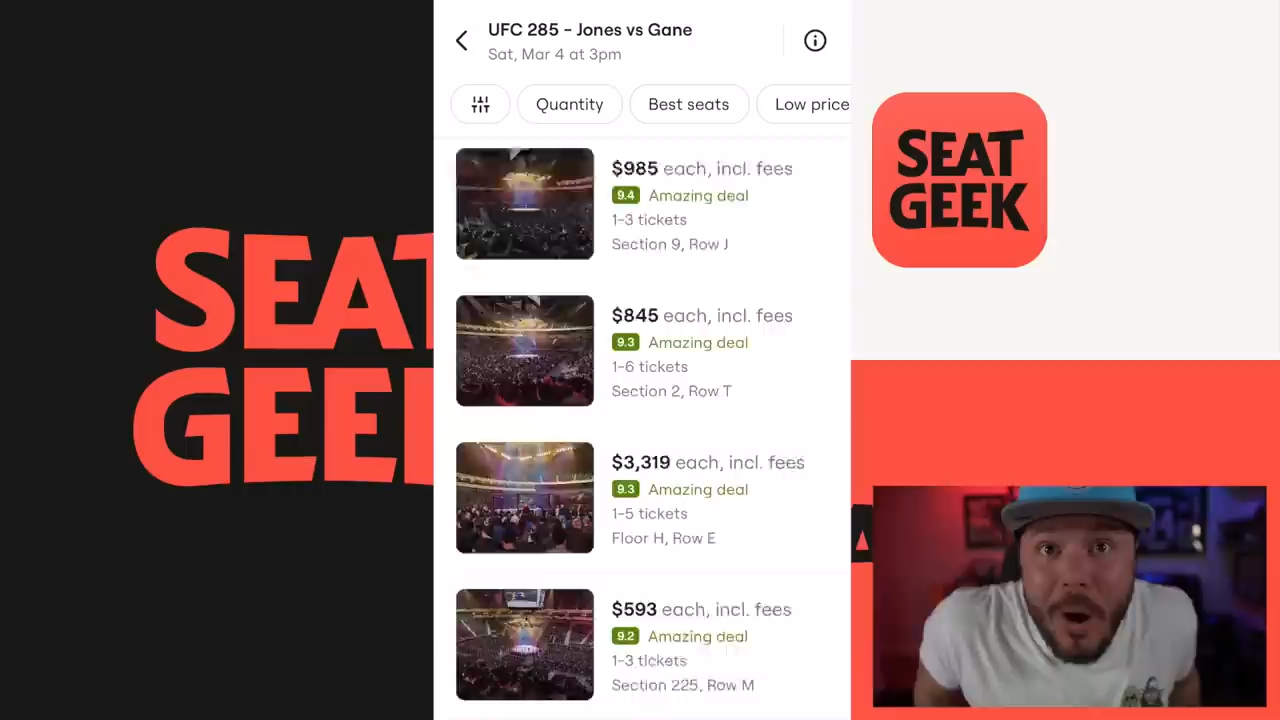 SEAT
GEEK
UFC 285 - Jones vs Gane
Sat, Mar 4 at 3pm
Quantity
Best seats
Low price
$985 each, incl. fees
9.4 Amazing deal
1-3 tickets
Section 9, Row J
$845 each, incl. fees
9.3 Amazing deal
1-6 tickets
Section 2, Row T
$3,319 each, incl. fees
9.3 Amazing deal
1-5 tickets
Floor H, Row E
$593 each, incl. fees
9.2 Amazing deal
1-3 tickets
Section 225, Row M
SEAT
GEEK